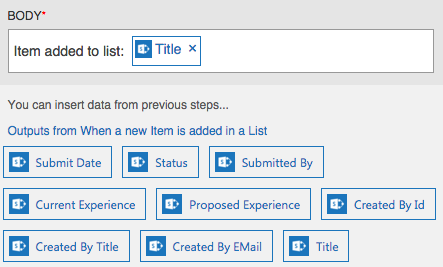 BODY*
Item added to list: Title ×
You can insert data from previous steps...
Outputs from When a new Item is added in a List
Submit Date Status Submitted By
Current Experience Proposed Experience Created By Id
Created By Title Created By EMail Title